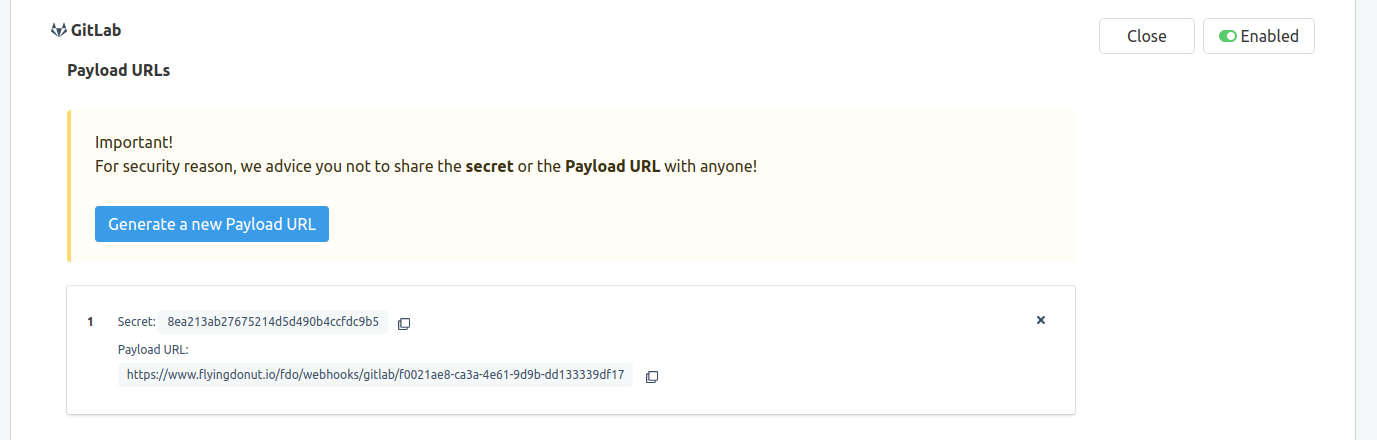 GitLab
Close
Enabled
Payload URLs
Important!
For security reason, we advice you not to share the secret or the Payload URL with anyone!
Generate a new Payload URL
1 Secret: 8ea213ab27675214d5d490b4ccfdc9b5
Payload URL:
https://www.flyingdonut.io/fdo/webhooks/gitlab/f0021ae8-ca3a-4e61-9d9b-dd133339df17